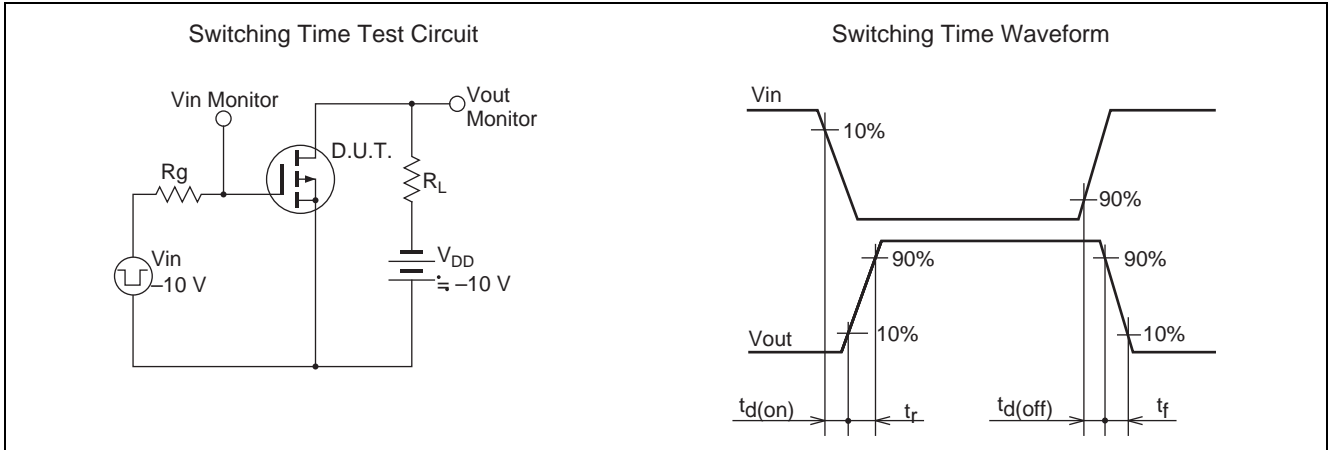 Switching Time Test Circuit
Vin Monitor
Vout
Monitor
D.U.T.
Rg
RL
Vin
–10 V
VDD
≒ –10 V
Switching Time Waveform
Vin
10%
90%
90%
90%
10%
10%
Vout
td(on)
tr
td(off)
tf